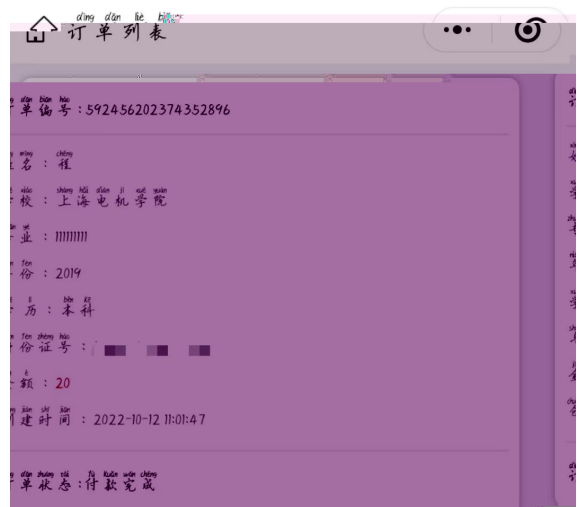 订单列表
单编号:592456202374352896
名:程
校:上海电机学院
业:111111111
份:2019
历:本科
份证号:
额:20
建时间:2022-10-12 11:01:47
单状态:付款完成